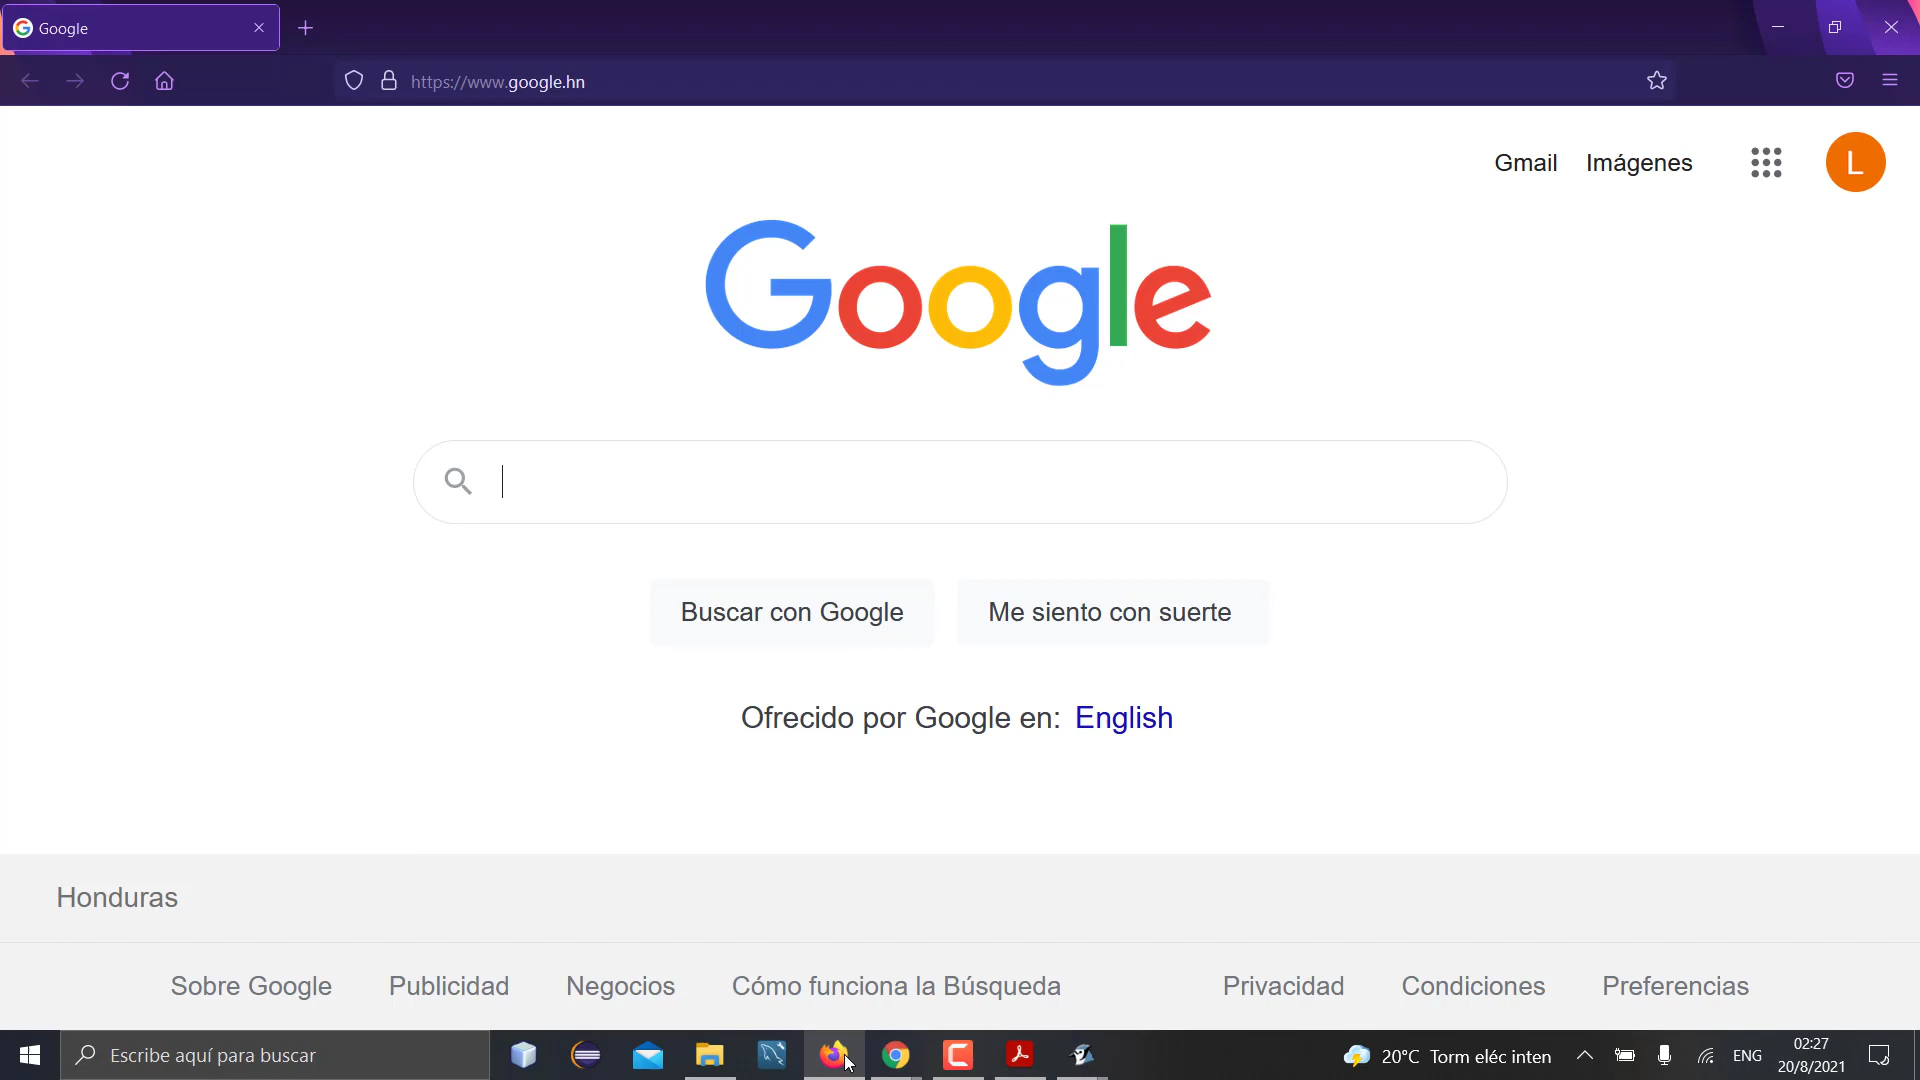 Google
https://www.google.hn
Gmail Imágenes L
Google
Buscar con Google Me siento con suerte
Ofrecido por Google en: English
Honduras
Sobre Google Publicidad Negocios Cómo funciona la Búsqueda Privacidad Condiciones Preferencias
Escribe aquí para buscar 20°C Torm eléc inten ENG 02:27
20/8/2021